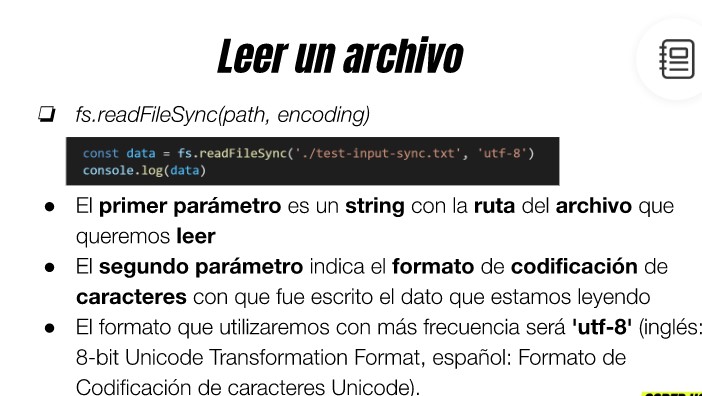 Leer un archivo
fs.readFileSync(path, encoding)
const data = fs.readFileSync('./test-input-sync.txt', 'utf-8')
console.log(data)
● El primer parámetro es un string con la ruta del archivo que
queremos leer
● El segundo parámetro indica el formato de codificación de
caracteres con que fue escrito el dato que estamos leyendo
● El formato que utilizaremos con más frecuencia será 'utf-8' (inglés:
8-bit Unicode Transformation Format, español: Formato de
Codificación de caracteres Unicode).